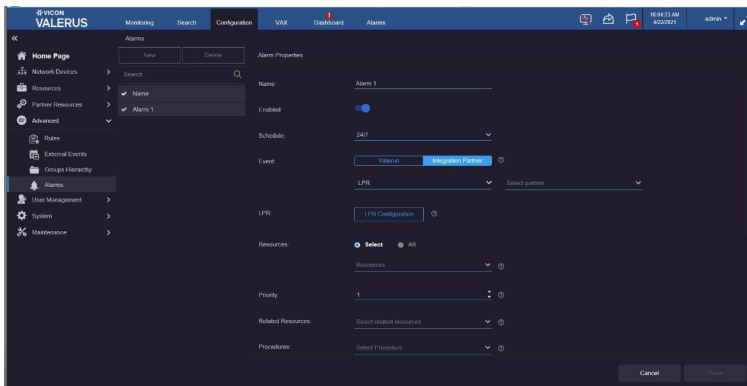 VICON
VALERUS
Monitoring
Search
Configuration
VAX
1
Dashboard
Alarms
1
10:04:23 AM
4/22/2021
admin
Alarms
Home Page
Network Devices
Resources
Partner Resources
Advanced
Rules
External Events
Groups Hierarchy
Alarms
User Management
System
Maintenance
New Delete
Search...
Name
Alarm 1
Alarm Properties
Name: Alarm 1
Enabled:
Schedule: 24/7
Event: Valerus Integration Partner
LPR Select partner
LPR: LPR Configuration
Resources: Select All
Resources
Priority: 1
Related Resources: Select related resources
Procedures: Select Procedure
Cancel Save